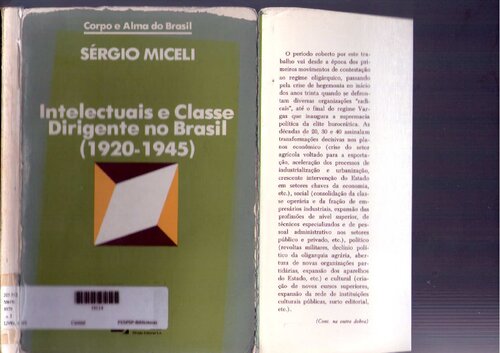 Corpo e Alma do Brasil
SÉRGIO MICELI
Intelectuais e Classe
Dirigente no Brasil
(1920-1945)
O período coberto por este tra-
balho vai desde a época dos pri-
meiros movimentos de contestação
ao regime oligárquico, passando
pela crise de hegemonia no início
dos anos trinta quando se defron-
tam diversas organizações "radi-
cais", até o final do regime Var-
gas que inaugura a supremacia
política da elite burocrática. As
décadas de 20, 30 e 40 assinalam
transformações decisivas nos pla-
nos econômico (crise do setor
agrícola voltado para a exporta-
ção, aceleração dos processos de
industrialização e urbanização,
crescente intervenção do Estado
em setores chaves da economia,
etc.), social (consolidação da clas-
se operária e da fração de em-
presários industriais, expansão das
profissões de nível superior, de
técnicos especializados e de pes-
soal administrativo nos setores
público e privado, etc.), político
(revoltas militares, declínio polí-
tico da oligarquia agrária, aber-
tura de novas organizações par-
tidárias, expansão dos aparelhos
do Estado, etc.) e cultural (cria-
ção de novos cursos superiores,
expansão da rede de instituições
culturais públicas, surto editorial,
etc.).
(Cont. na outra dobra)